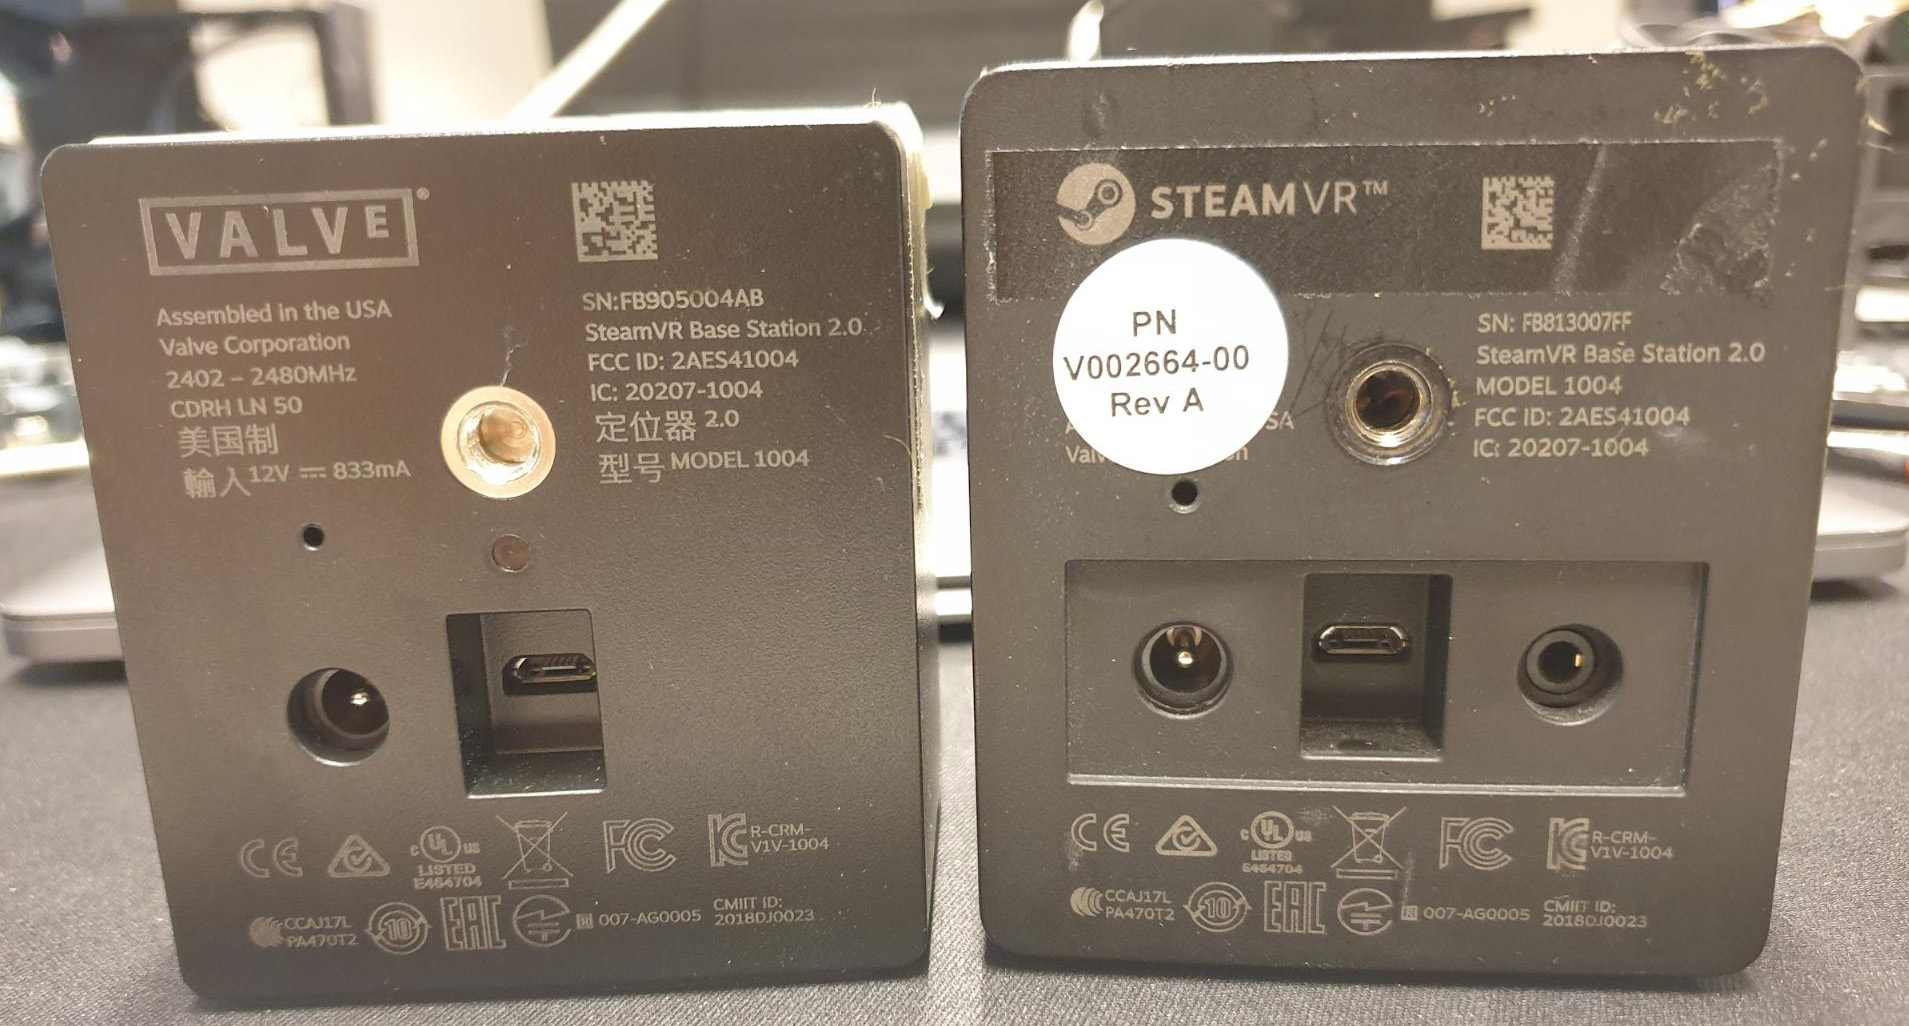 VALVE®
Assembled in the USA
Valve Corporation
2402 – 2480MHz
CDRH LN 50
美国制
輸入12V ⎓ 833mA
SN:FB905004AB
SteamVR Base Station 2.0
FCC ID: 2AES41004
IC: 20207-1004
定位器 2.0
型号 MODEL 1004
CE
c UL us
LISTED
E464704
FC
R-CRM-
V1V-1004
CCAJ17L
PA470T2
10
EAC
R 007-AG0005
CMIIT ID:
2018DJ0023
STEAMVR™
PN
V002664-00
Rev A
SN: FB813007FF
SteamVR Base Station 2.0
MODEL 1004
FCC ID: 2AES41004
IC: 20207-1004
CE
c UL us
LISTED
E464704
FC
R-CRM-
V1V-1004
CCAJ17L
PA470T2
10
EAC
R 007-AG0005
CMIIT ID:
2018DJ0023